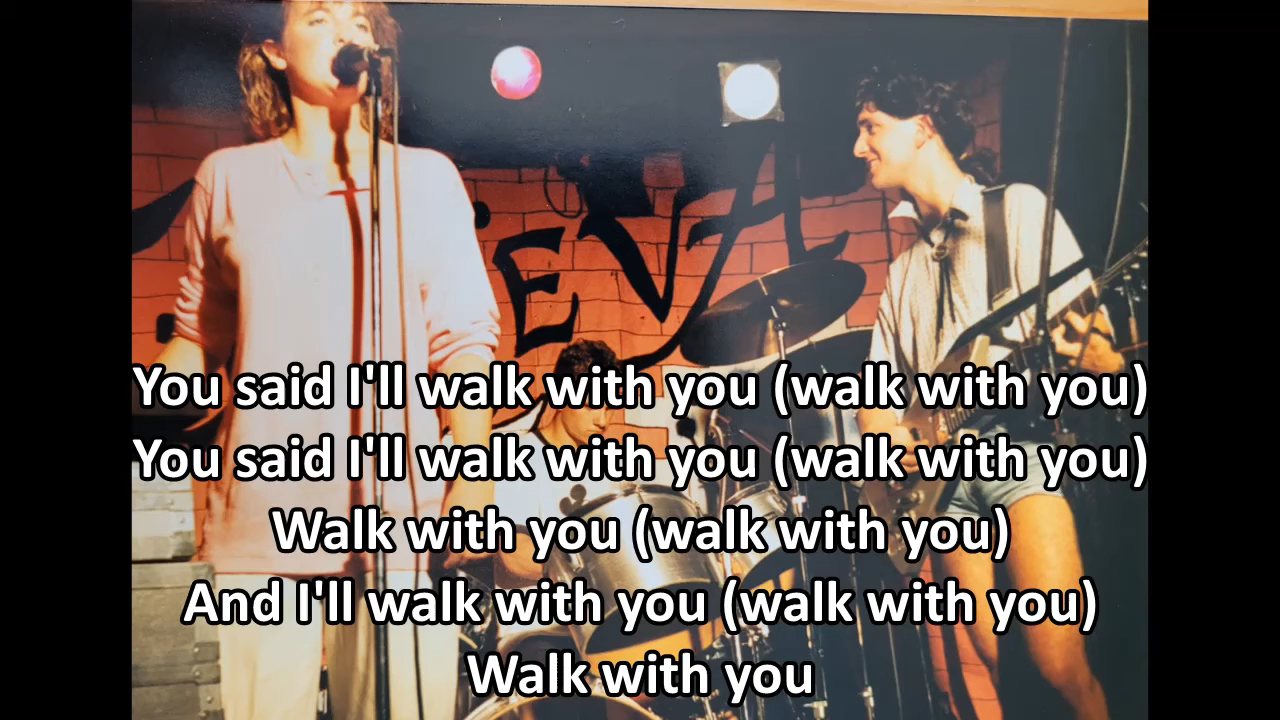 EVA
You said I'll walk with you (walk with you)
You said I'll walk with you (walk with you)
Walk with you (walk with you)
And I'll walk with you (walk with you)
Walk with you